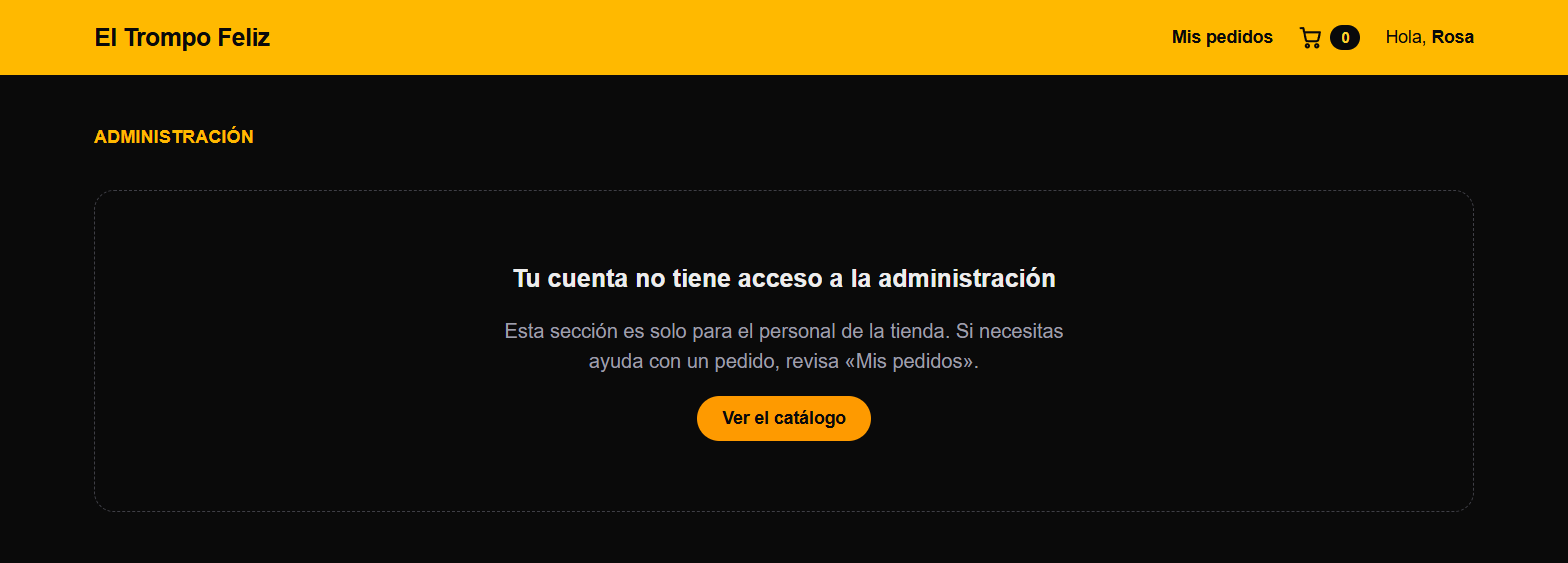 El Trompo Feliz
Mis pedidos
0
Hola, Rosa
ADMINISTRACIÓN
Tu cuenta no tiene acceso a la administración
Esta sección es solo para el personal de la tienda. Si necesitas
ayuda con un pedido, revisa «Mis pedidos».
Ver el catálogo